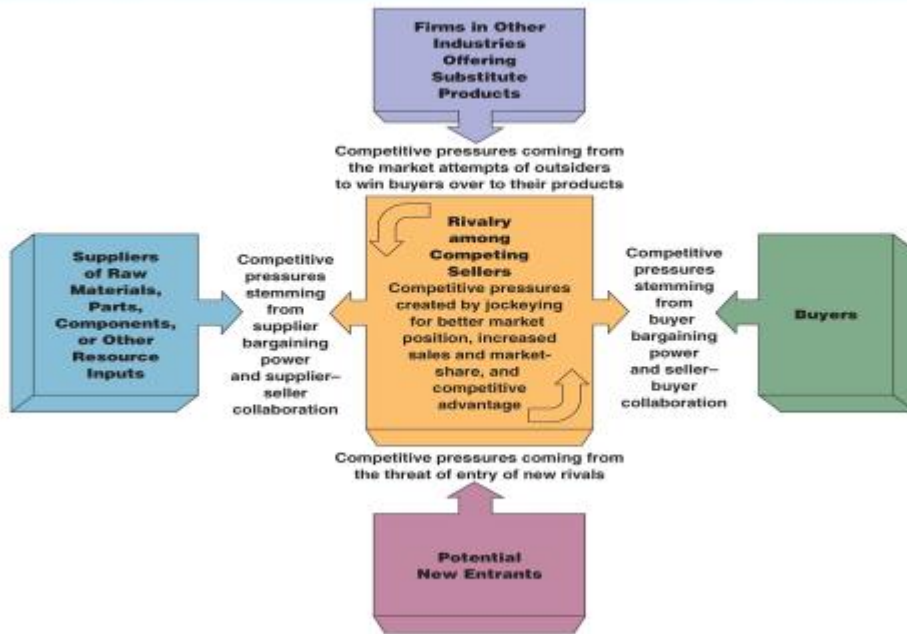 Firms in Other
Industries
Offering
Substitute
Products
Competitive pressures coming from
the market attempts of outsiders
to win buyers over to their products
Suppliers
of Raw
Materials,
Parts,
Components,
or Other
Resource
Inputs
Competitive
pressures
stemming
from
supplier
bargaining
power
and supplier–
seller
collaboration
Rivalry
among
Competing
Sellers
Competitive pressures
created by jockeying
for better market
position, increased
sales and market-
share, and
competitive
advantage
Competitive
pressures
stemming
from
buyer
bargaining
power
and seller–
buyer
collaboration
Buyers
Competitive pressures coming from
the threat of entry of new rivals
Potential
New Entrants